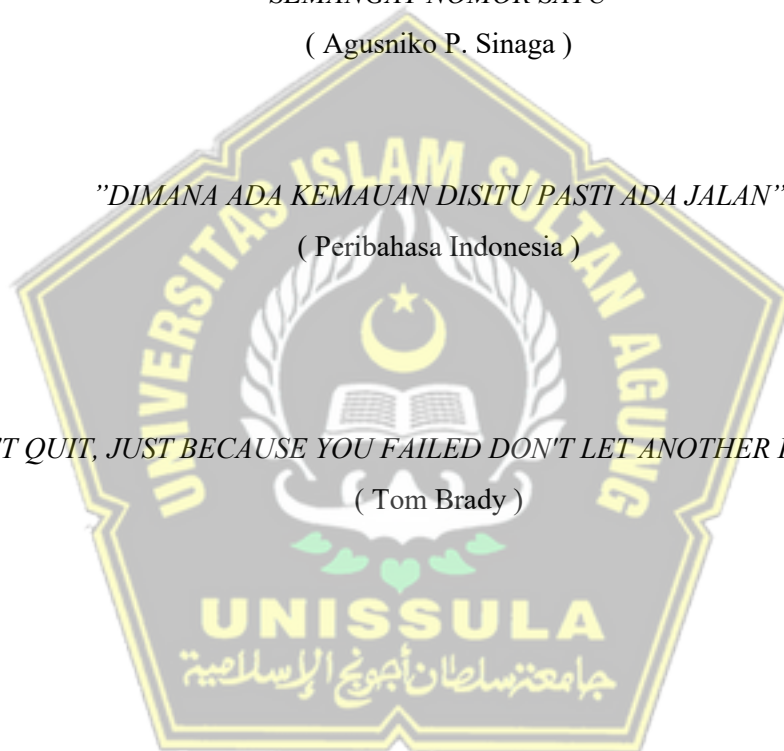 SEMANGAT NOMOR SATU
( Agusniko P. Sinaga )
”DIMANA ADA KEMAUAN DISITU PASTI ADA JALAN”
( Peribahasa Indonesia )
QUIT, JUST BECAUSE YOU FAILED DON'T LET ANOTHER
( Tom Brady )
UNIVERSITAS ISLAM SULTAN AGUNG
UNISSULA
جامعة سلطان أجونج الإسلامية